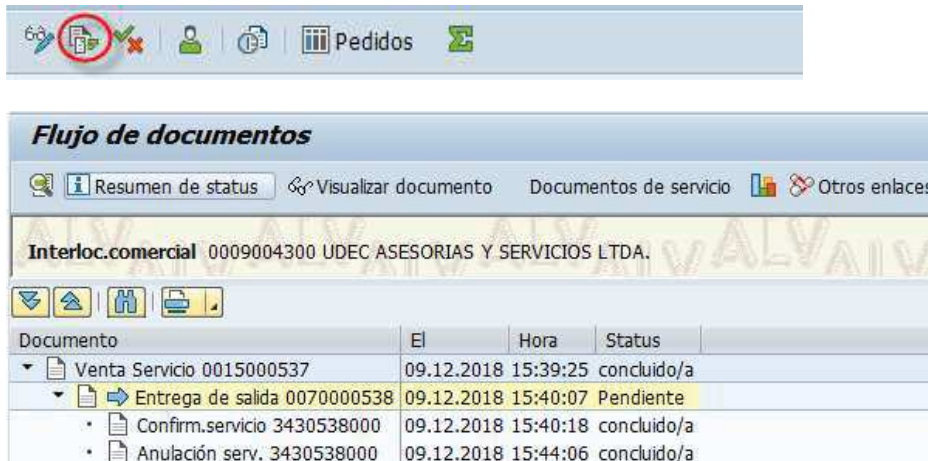 Pedidos
Flujo de documentos
Resumen de status Visualizar documento Documentos de servicio Otros enlaces
Interloc.comercial 0009004300 UDEC ASESORIAS Y SERVICIOS LTDA.
Documento El Hora Status
Venta Servicio 0015000537 09.12.2018 15:39:25 concluido/a
Entrega de salida 0070000538 09.12.2018 15:40:07 Pendiente
Confirm.servicio 3430538000 09.12.2018 15:40:18 concluido/a
Anulación serv. 3430538000 09.12.2018 15:44:06 concluido/a